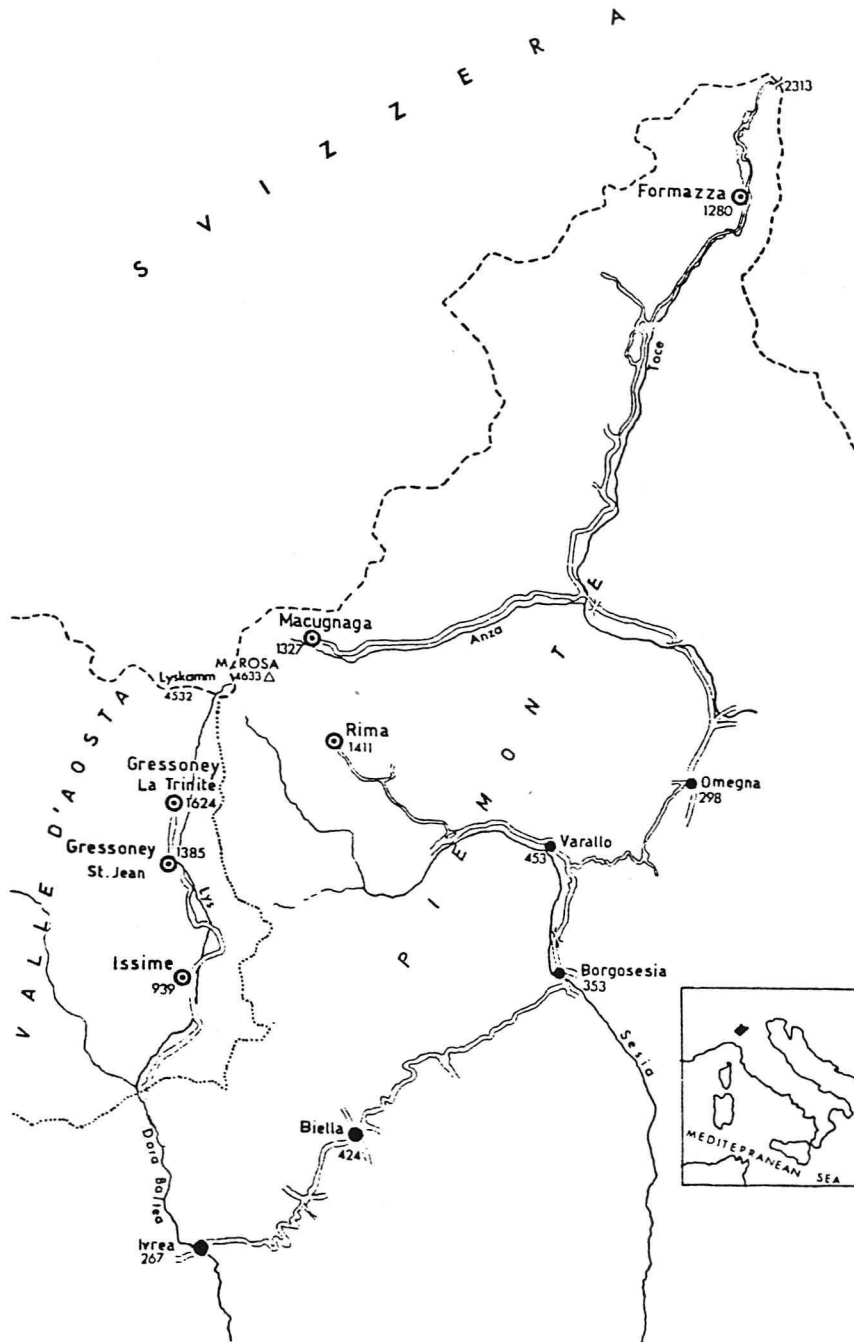 SVIZZERA
2313
Formazza
1280
Toce
Macugnaga
1327
Anza
M. ROSA
4633
Lyskamm
4532
Rima
1411
Gressoney
La Trinite
1624
Omegna
298
Gressoney
St. Jean
1385
Varallo
453
Lys
VALLE D'AOSTA
PIEMONTE
Issime
939
Borgosesia
353
Sesia
Biella
424
Dora Baltea
Ivrea
267
MEDITERRANEAN SEA